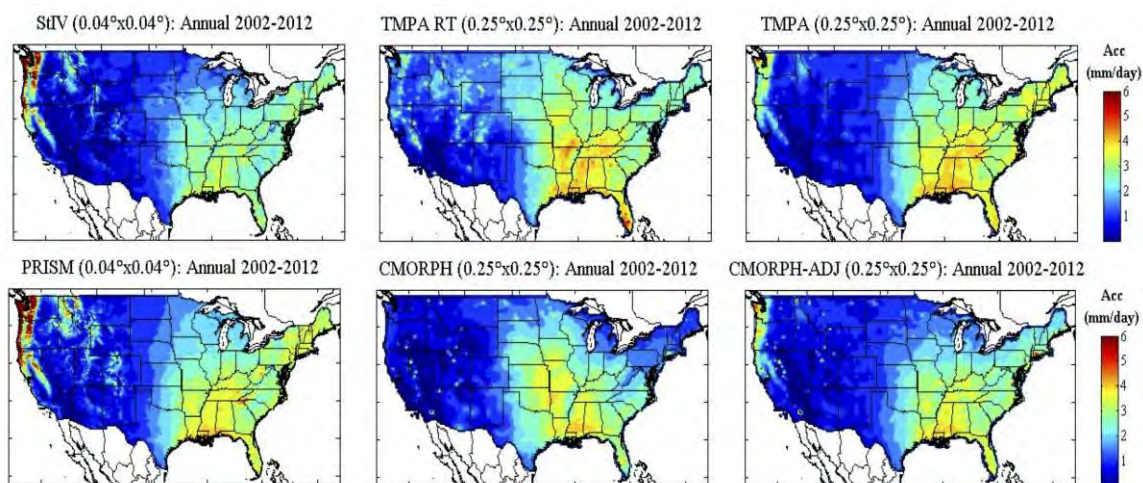 StIV (0.04°x0.04°): Annual 2002-2012
TMPA RT (0.25°x0.25°): Annual 2002-2012
TMPA (0.25°x0.25°): Annual 2002-2012
Acc
(mm/day)
6
5
4
3
2
1
PRISM (0.04°x0.04°): Annual 2002-2012
CMORPH (0.25°x0.25°): Annual 2002-2012
CMORPH-ADJ (0.25°x0.25°): Annual 2002-2012
Acc
(mm/day)
6
5
4
3
2
1